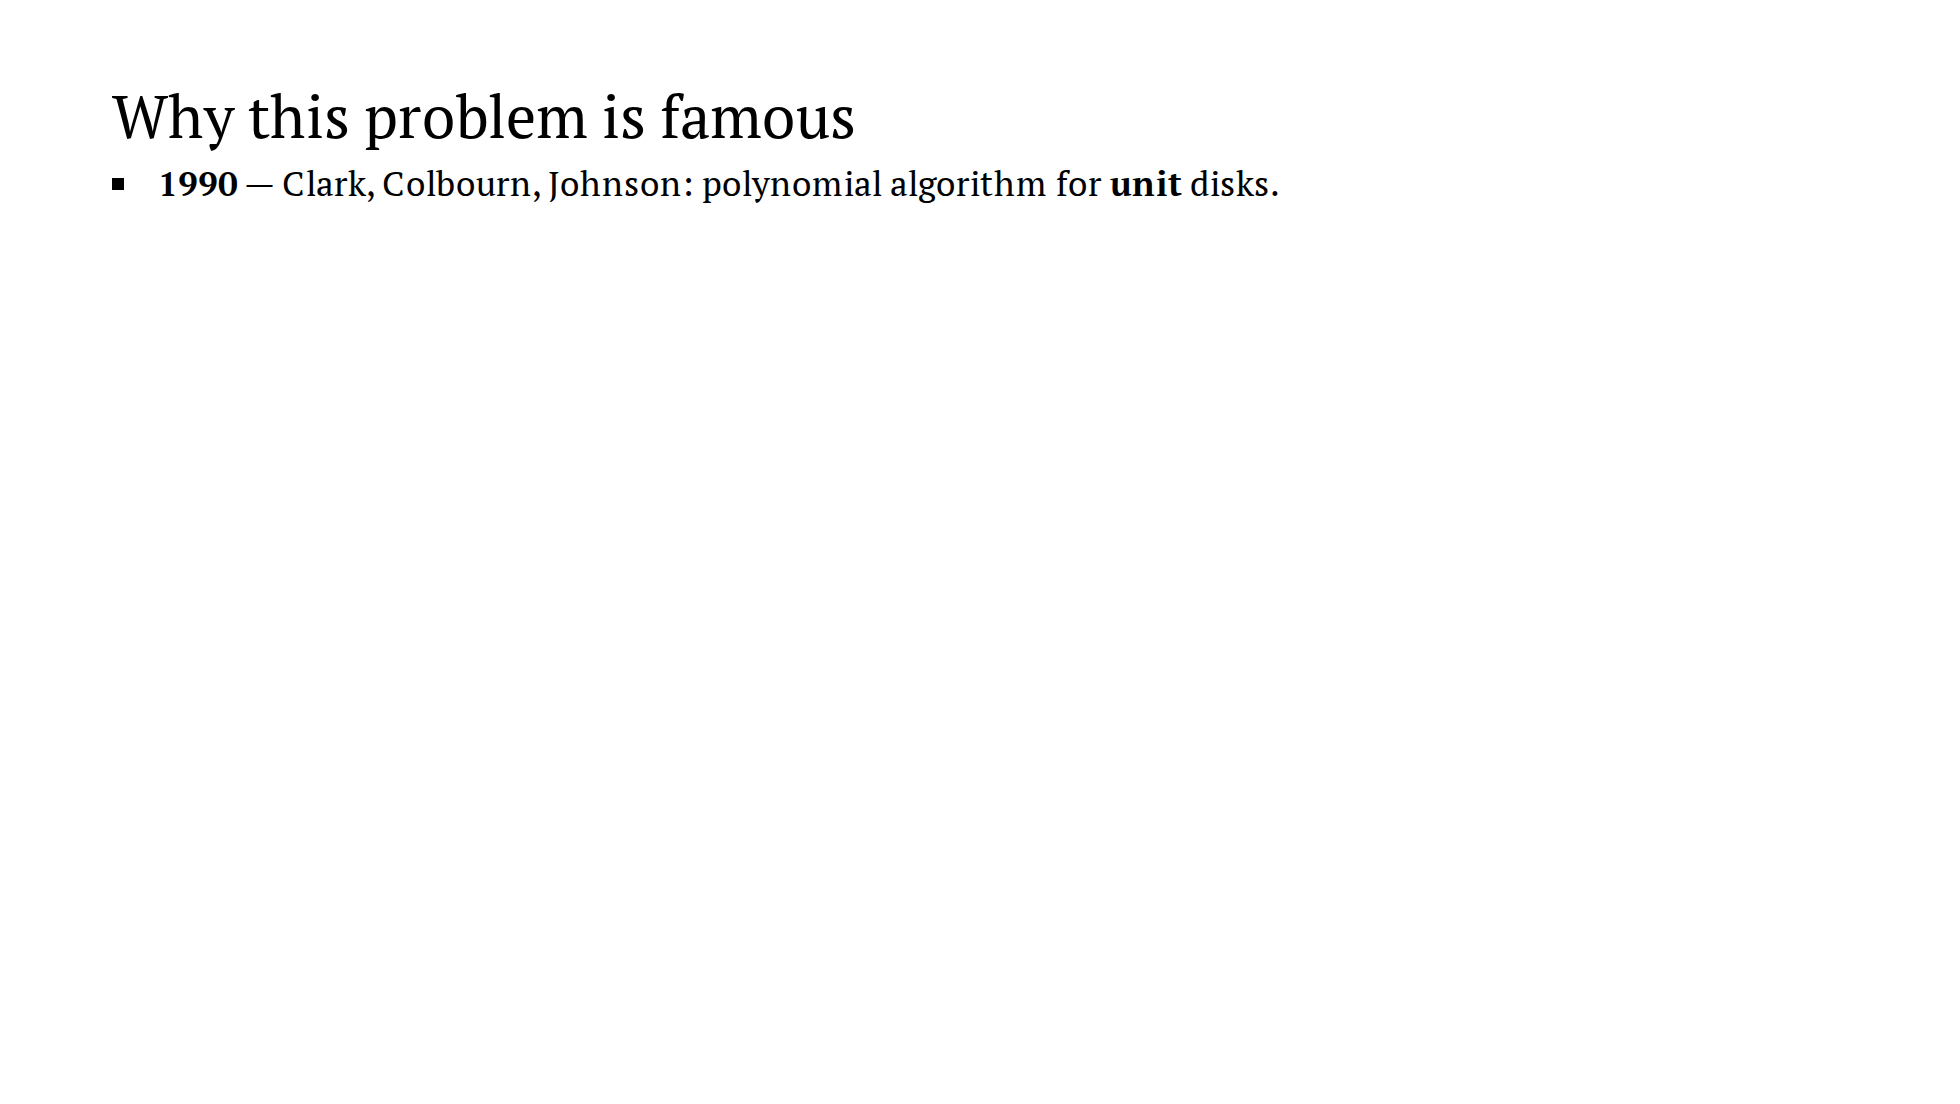 Why this problem is famous
▪ 1990 — Clark, Colbourn, Johnson: polynomial algorithm for unit disks.